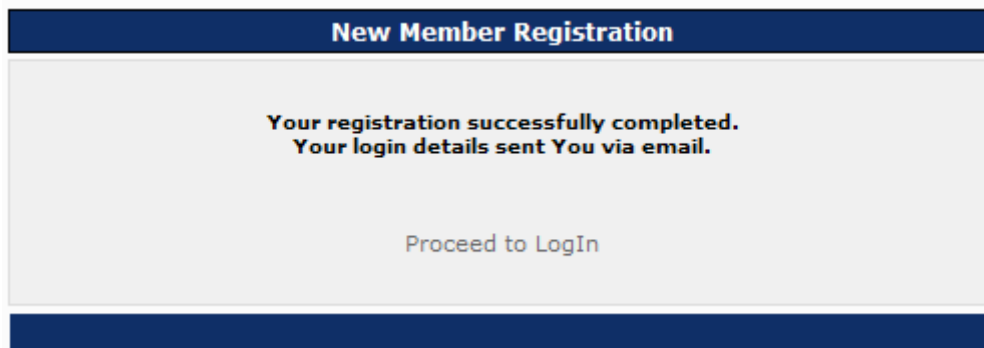 New Member Registration
Your registration successfully completed.
Your login details sent You via email.
Proceed to LogIn